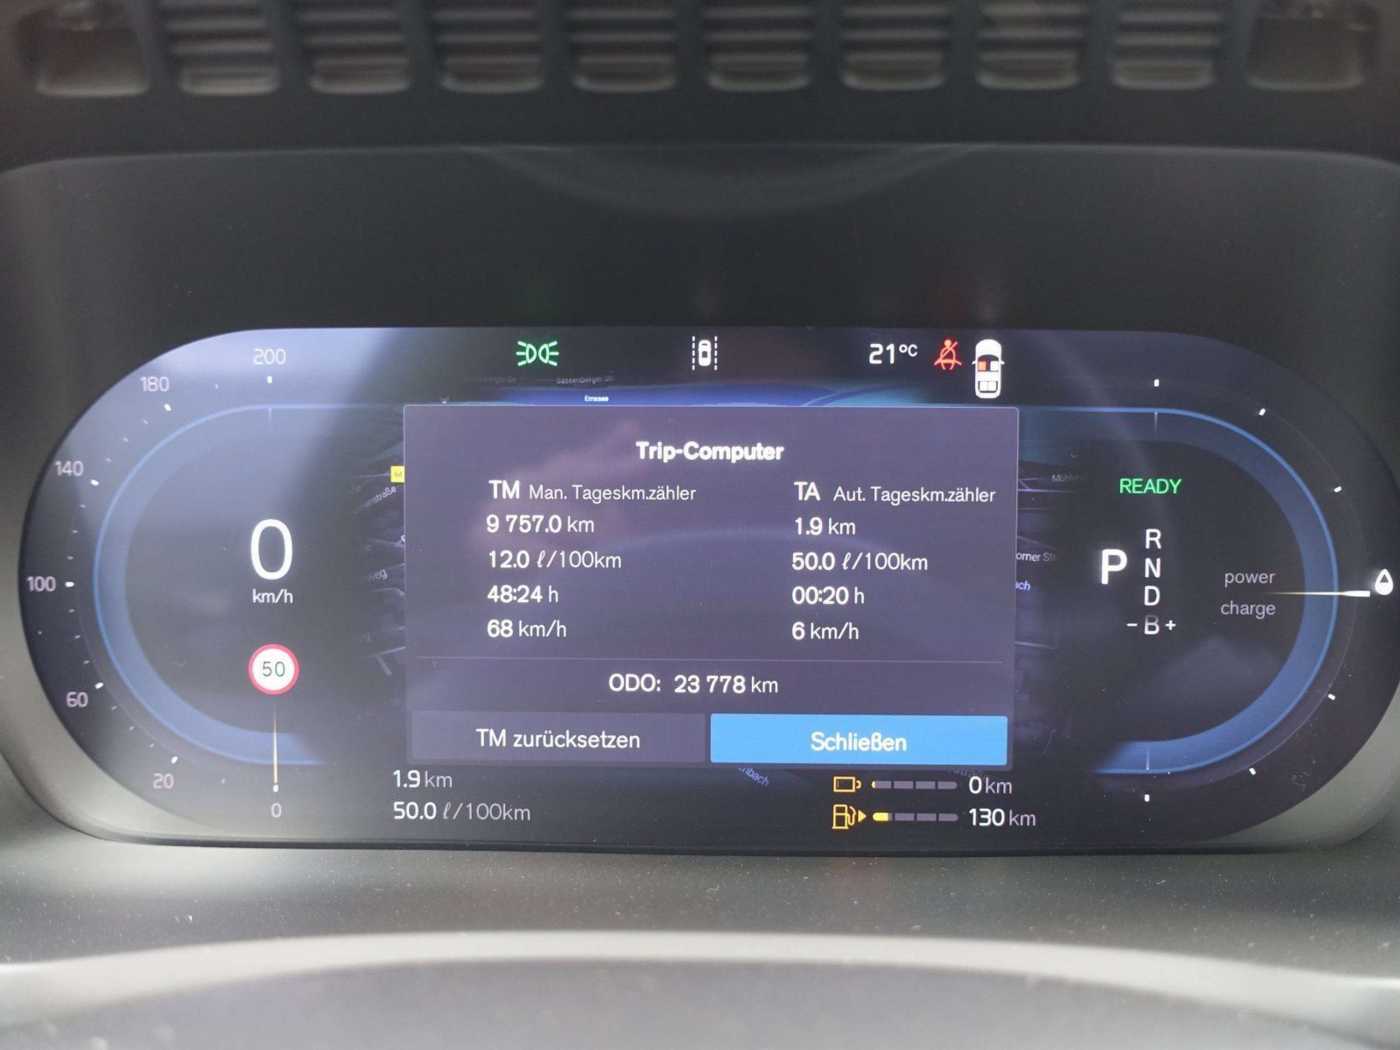 200
180
140
100
60
20
0
21°C
Emssee
Trip-Computer
TM Man. Tageskm.zähler
9 757.0 km
12.0 ℓ/100km
48:24 h
68 km/h
TA Aut. Tageskm.zähler
1.9 km
50.0 ℓ/100km
00:20 h
6 km/h
ODO: 23 778 km
TM zurücksetzen
Schließen
0
km/h
50
READY
P
R
N
D
- B +
power
charge
1.9 km
50.0 ℓ/100km
0 km
130 km